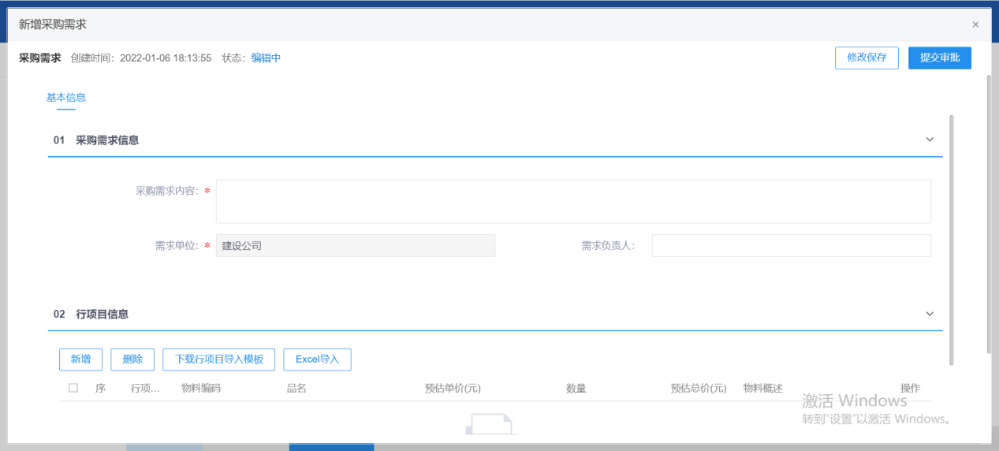 新增采购需求 ×
采购需求 创建时间: 2022-01-06 18:13:55 状态: 编辑中 修改保存 提交审批
基本信息
01 采购需求信息
采购需求内容: *
需求单位: * 建设公司 需求负责人:
02 行项目信息
新增 删除 下载行项目导入模板 Excel导入
序 行项... 物料编码 品名 预估单价(元) 数量 预估总价(元) 物料概述 操作
激活 Windows
转到"设置"以激活 Windows。